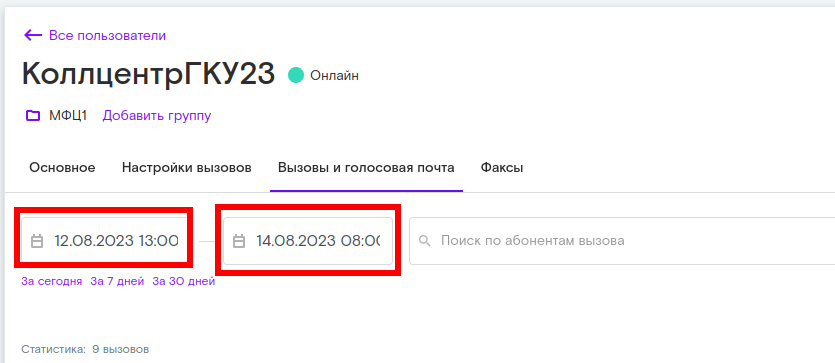 Все пользователи
КоллцентрГКУ23 Онлайн
МФЦ1 Добавить группу
Основное Настройки вызовов Вызовы и голосовая почта Факсы
12.08.2023 13:00 14.08.2023 08:00 Поиск по абонентам вызова
За сегодня За 7 дней За 30 дней
Статистика: 9 вызовов